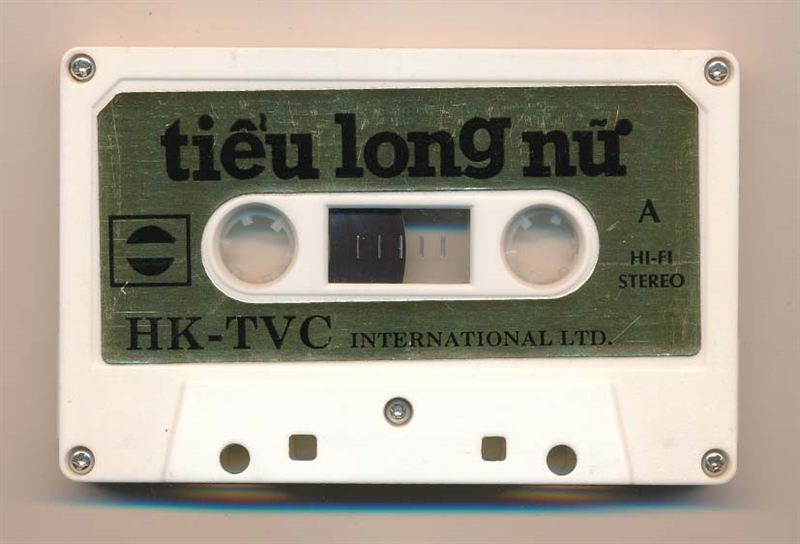 tiểu long nữ
A
HI-FI
STEREO
HK-TVC INTERNATIONAL LTD.